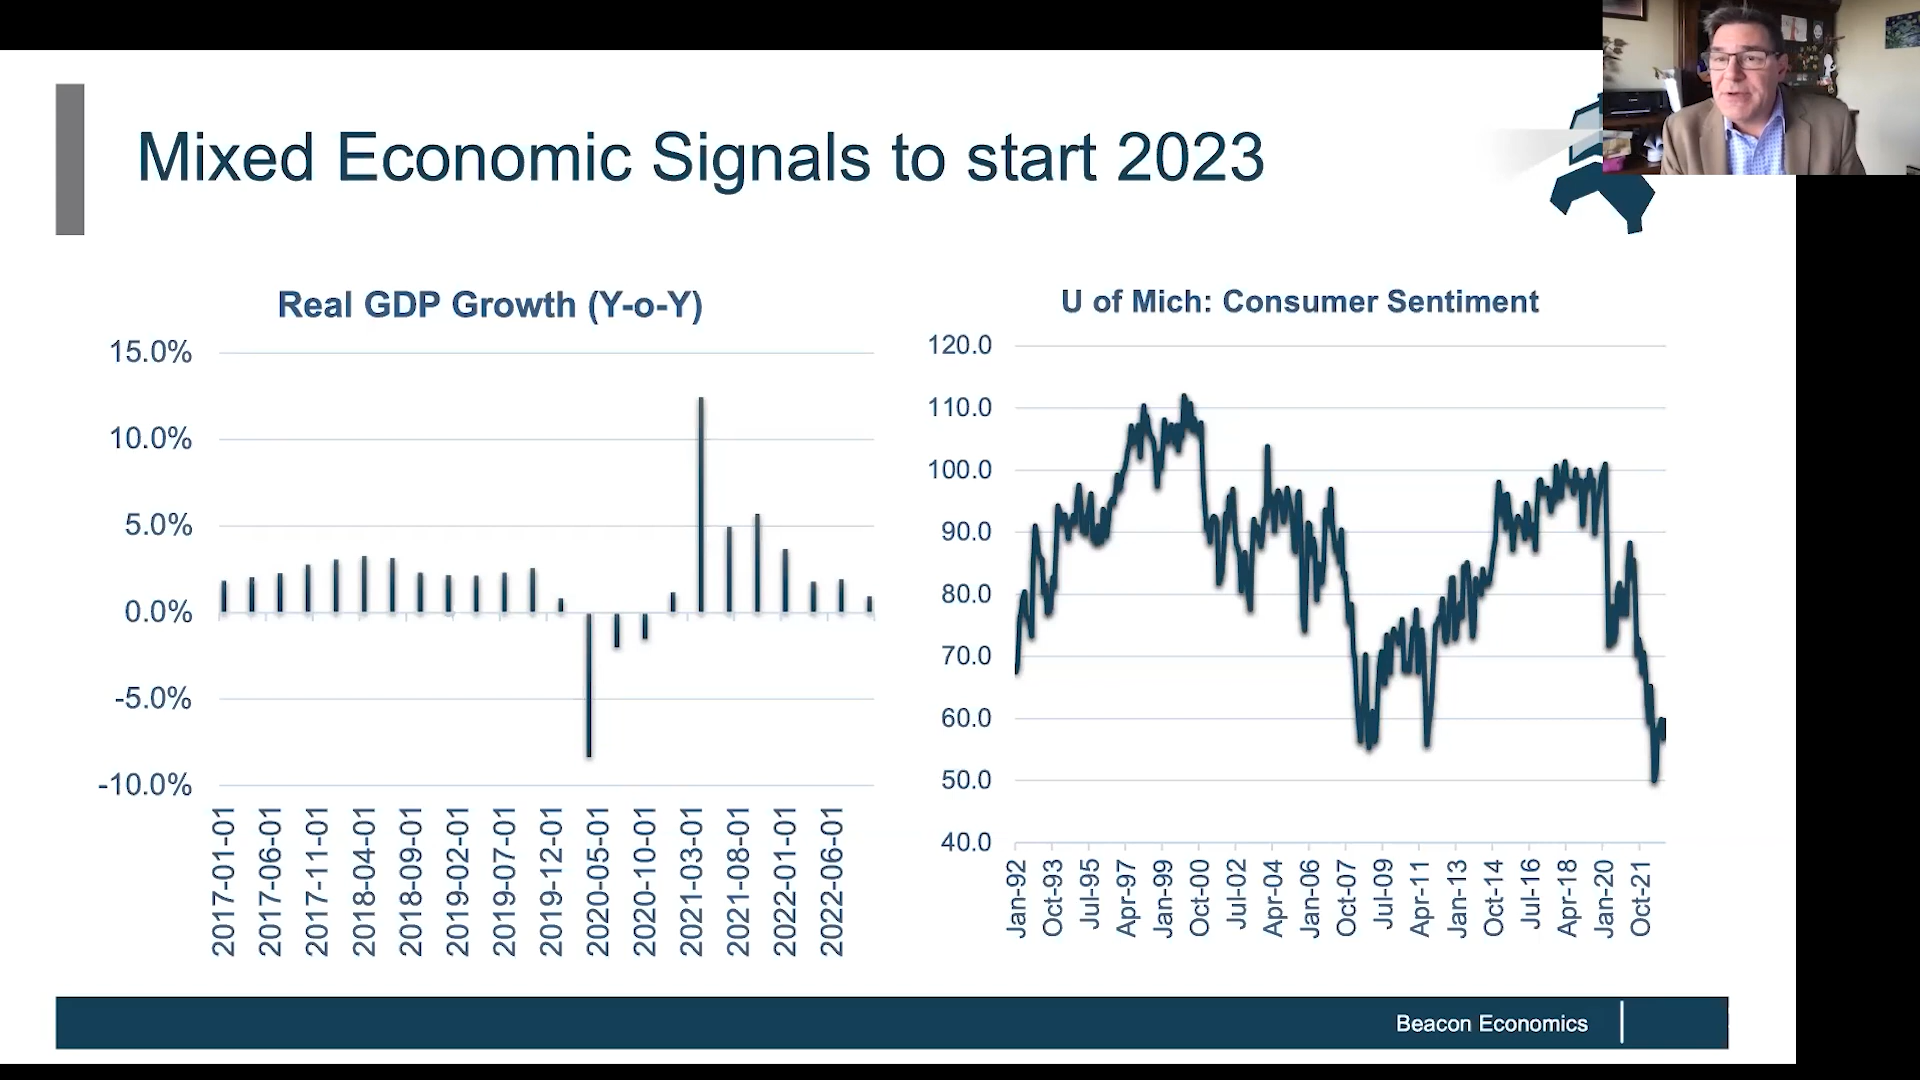 Mixed Economic Signals to start 2023
Real GDP Growth (Y-o-Y)
15.0%
10.0%
5.0%
0.0%
-5.0%
-10.0%
2017-01-01
2017-06-01
2017-11-01
2018-04-01
2018-09-01
2019-02-01
2019-07-01
2019-12-01
2020-05-01
2020-10-01
2021-03-01
2021-08-01
2022-01-01
2022-06-01
U of Mich: Consumer Sentiment
120.0
110.0
100.0
90.0
80.0
70.0
60.0
50.0
40.0
Jan-92
Oct-93
Jul-95
Apr-97
Jan-99
Oct-00
Jul-02
Apr-04
Jan-06
Oct-07
Jul-09
Apr-11
Jan-13
Oct-14
Jul-16
Apr-18
Jan-20
Oct-21
Beacon Economics